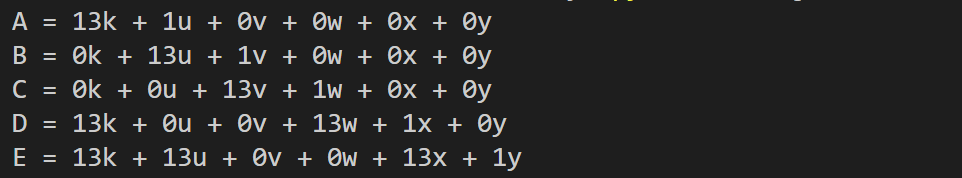 A = 13k + 1u + 0v + 0w + 0x + 0y
B = 0k + 13u + 1v + 0w + 0x + 0y
C = 0k + 0u + 13v + 1w + 0x + 0y
D = 13k + 0u + 0v + 13w + 1x + 0y
E = 13k + 13u + 0v + 0w + 13x + 1y